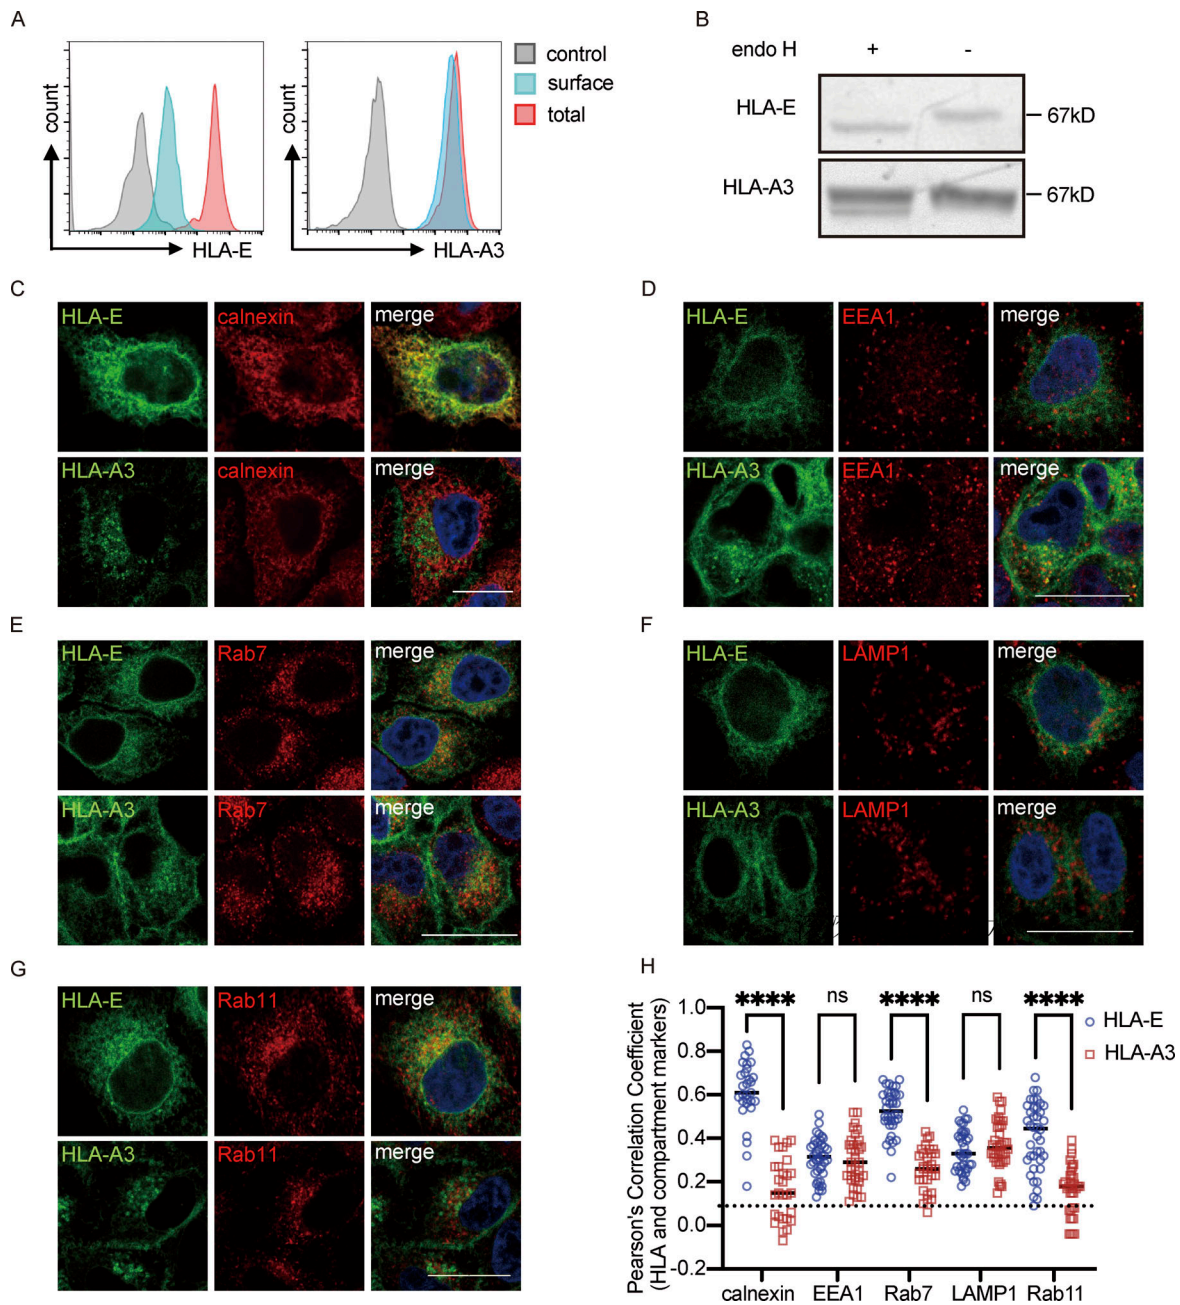 A
count
HLA-E
count
HLA-A3
control
surface
total
B
endo H + -
HLA-E
67kD
HLA-A3
67kD
C
HLA-E calnexin merge
HLA-A3 calnexin merge
D
HLA-E EEA1 merge
HLA-A3 EEA1 merge
E
HLA-E Rab7 merge
HLA-A3 Rab7 merge
F
HLA-E LAMP1 merge
HLA-A3 LAMP1 merge
G
HLA-E Rab11 merge
HLA-A3 Rab11 merge
H
Pearson's Correlation Coefficient
(HLA and compartment markers)
1.0
0.8
0.6
0.4
0.2
0.0
-0.2
**** ns **** ns ****
HLA-E
HLA-A3
calnexin EEA1 Rab7 LAMP1 Rab11